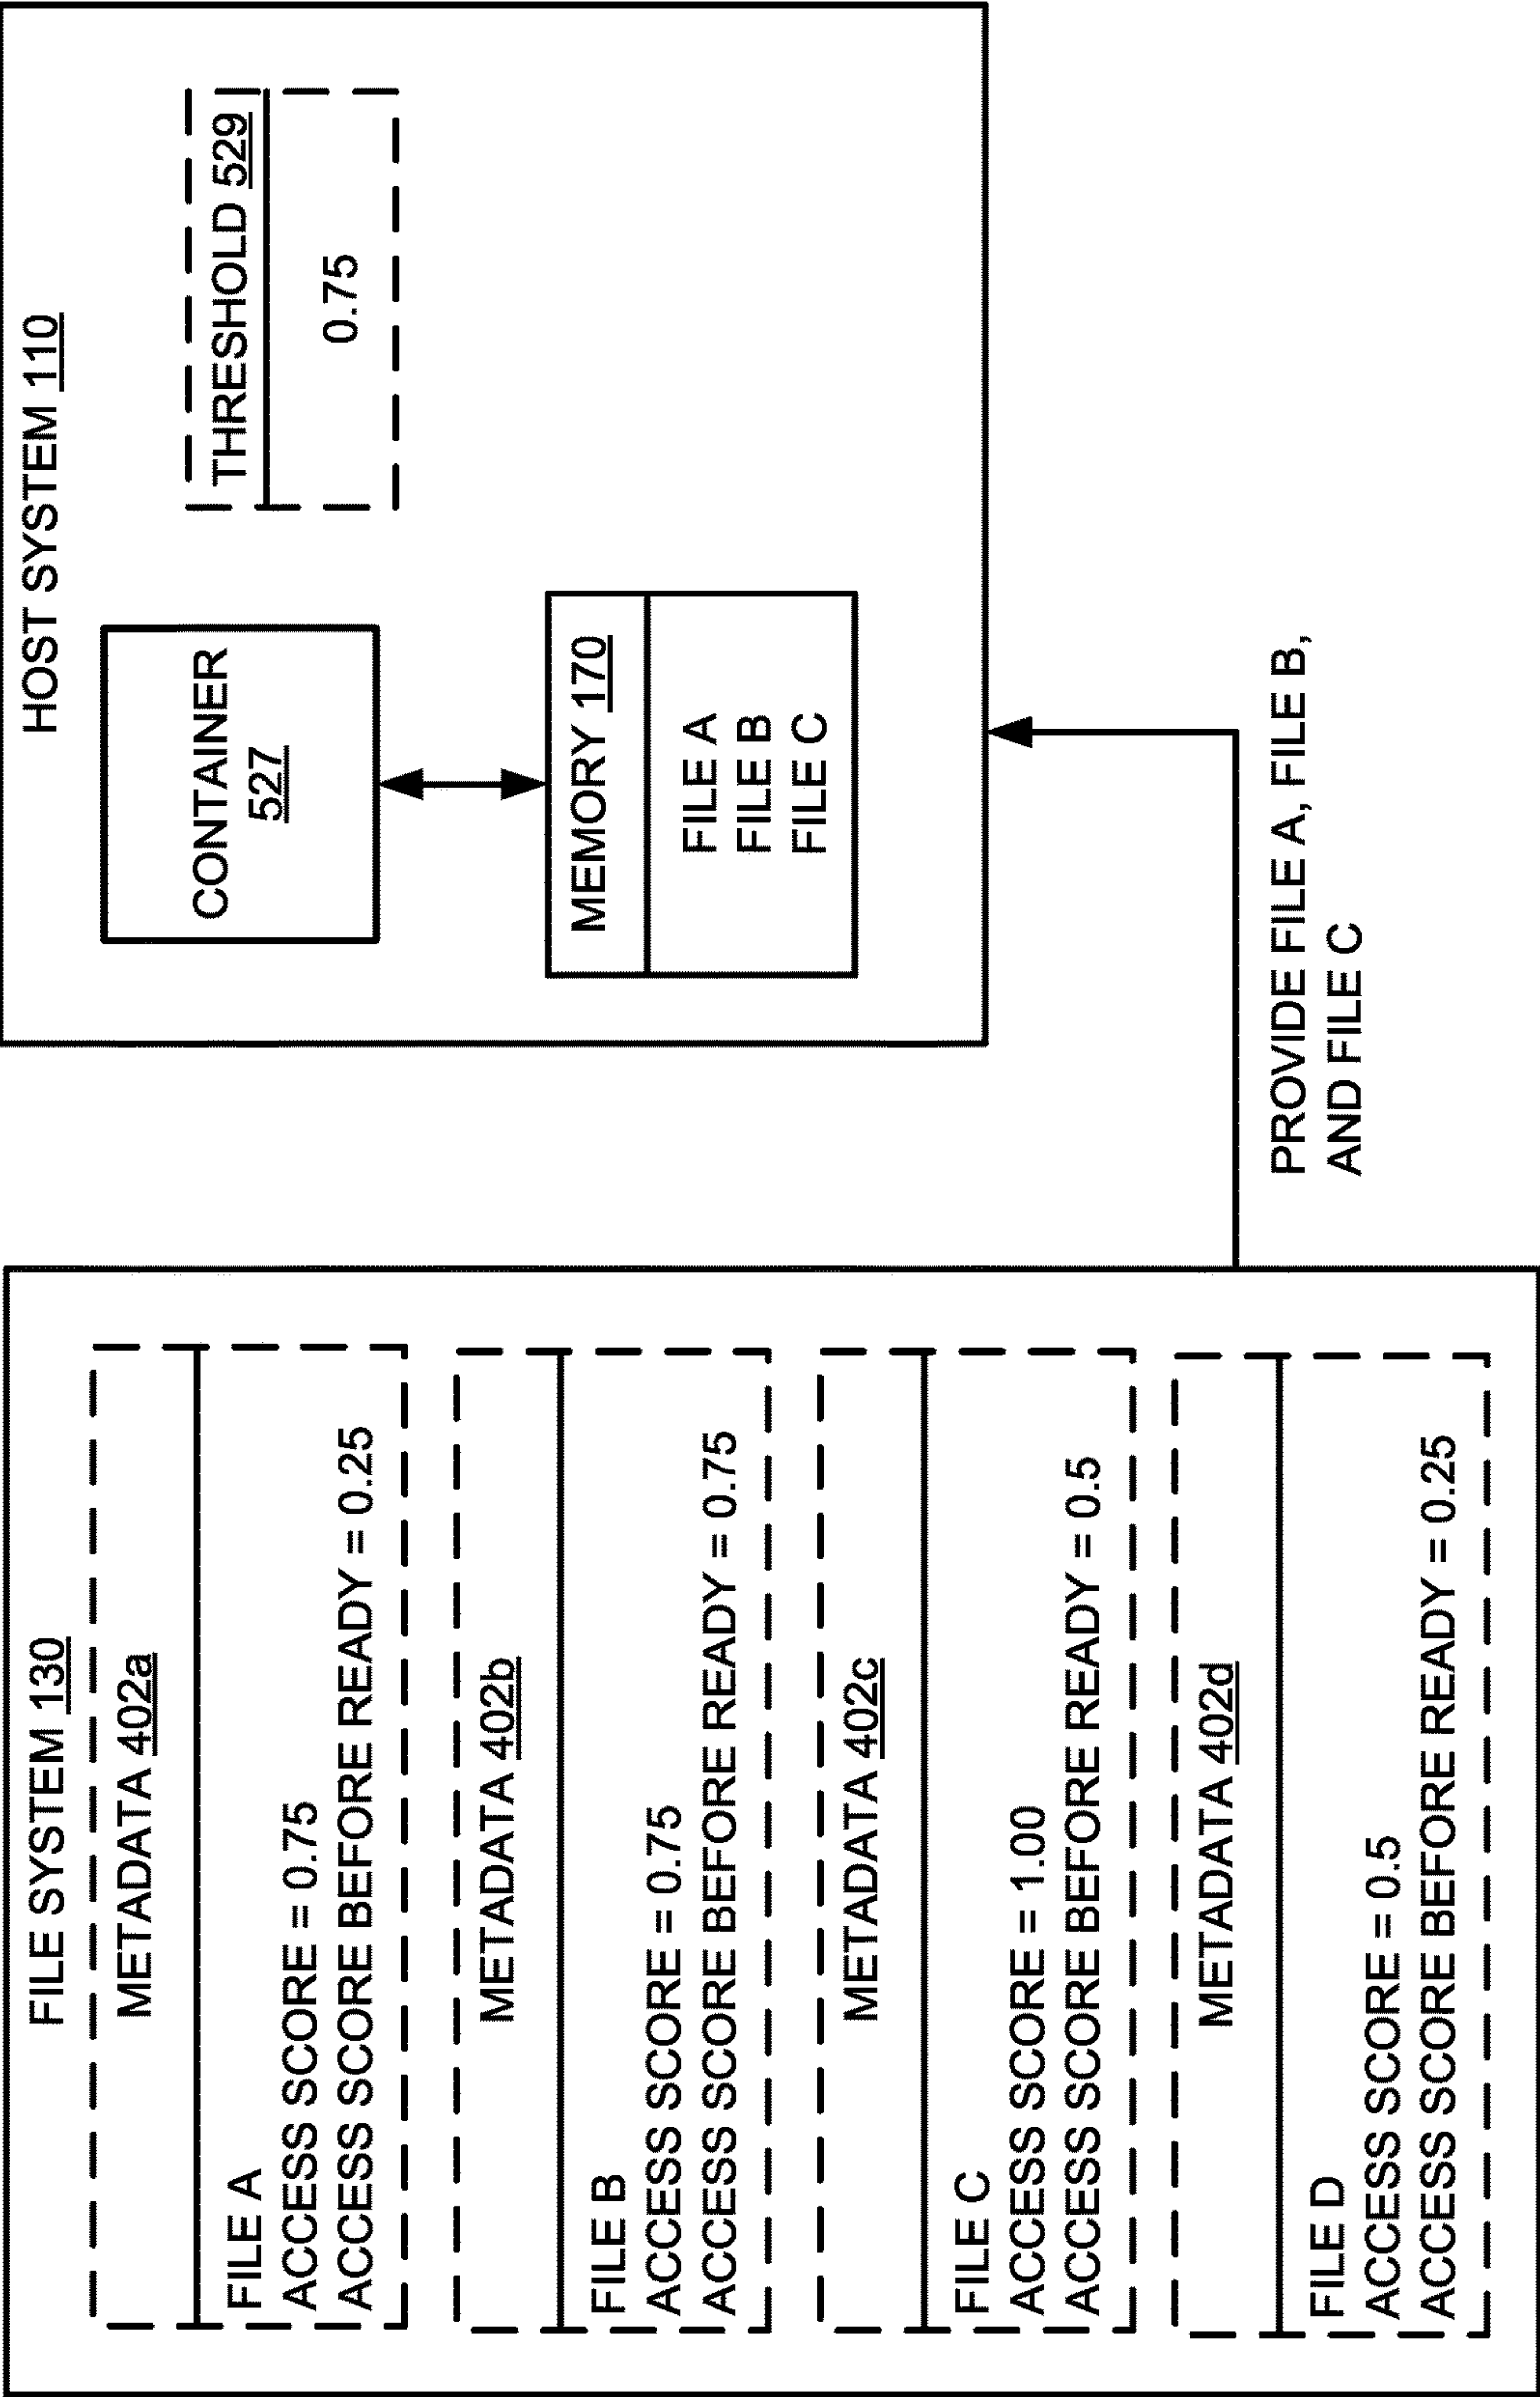 FILE SYSTEM 130
METADATA 402a
FILE A
ACCESS SCORE = 0.75
ACCESS SCORE BEFORE READY = 0.25
METADATA 402b
FILE B
ACCESS SCORE = 0.75
ACCESS SCORE BEFORE READY = 0.75
METADATA 402c
FILE C
ACCESS SCORE = 1.00
ACCESS SCORE BEFORE READY = 0.5
METADATA 402d
FILE D
ACCESS SCORE = 0.5
ACCESS SCORE BEFORE READY = 0.25
PROVIDE FILE A, FILE B,
AND FILE C
HOST SYSTEM 110
CONTAINER
527
MEMORY 170
FILE A
FILE B
FILE C
THRESHOLD 529
0.75